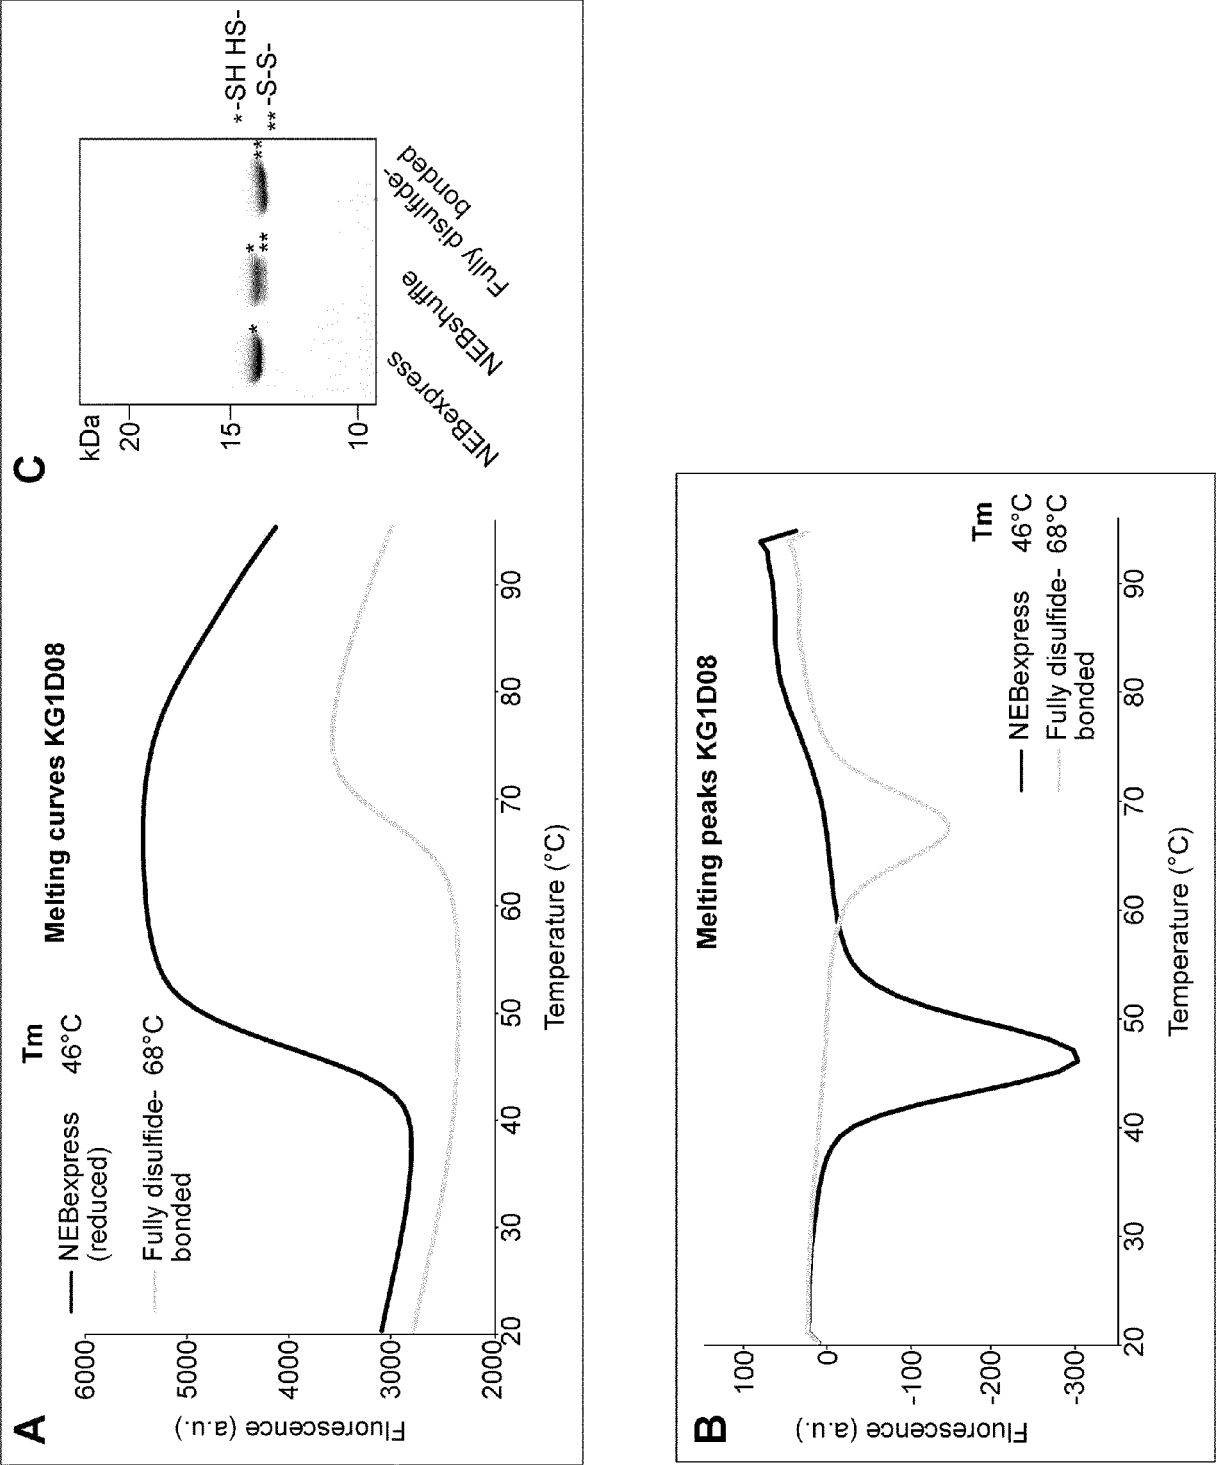 A
Melting curves KG1D08
Tm
NEBexpress 46°C
(reduced)
Fully disulfide- 68°C
bonded
6000
5000
4000
3000
2000
Fluorescence (a.u.)
20 30 40 50 60 70 80 90
Temperature (°C)
C
kDa
20
15
10
*
*
**
**
*-SH HS-
**-S-S-
NEBexpress
NEBshuffle
Fully disulfide-
bonded
B
Melting peaks KG1D08
100
0
-100
-200
-300
Fluorescence (a.u.)
20 30 40 50 60 70 80 90
Temperature (°C)
Tm
NEBexpress 46°C
Fully disulfide- 68°C
bonded